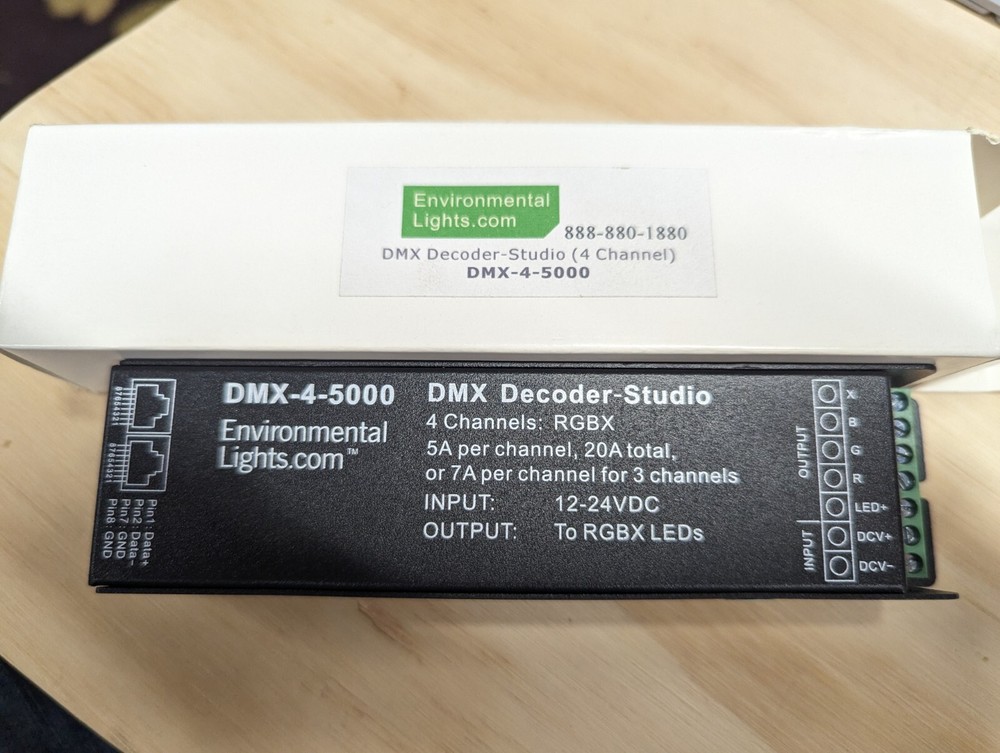 Environmental
Lights.com
888-880-1880
DMX Decoder-Studio (4 Channel)
DMX-4-5000
DMX-4-5000
Environmental
Lights.com™
DMX Decoder-Studio
4 Channels: RGBX
5A per channel, 20A total,
or 7A per channel for 3 channels
INPUT: 12-24VDC
OUTPUT: To RGBX LEDs
87654321
87654321
Pin1: Data+
Pin2: Data-
Pin7: GND
Pin8: GND
OUTPUT
X
B
G
R
LED+
INPUT
DCV+
DCV-